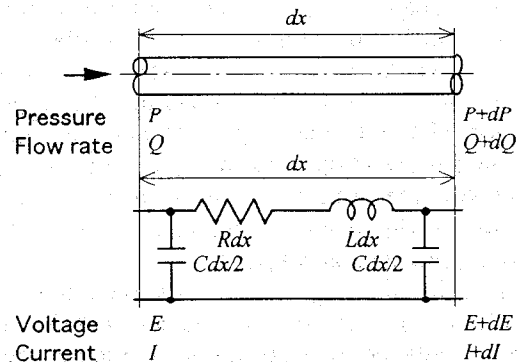 dx
Pressure P P+dP
Flow rate Q Q+dQ
dx
Rdx Ldx
Cdx/2 Cdx/2
Voltage E E+dE
Current I I+dI